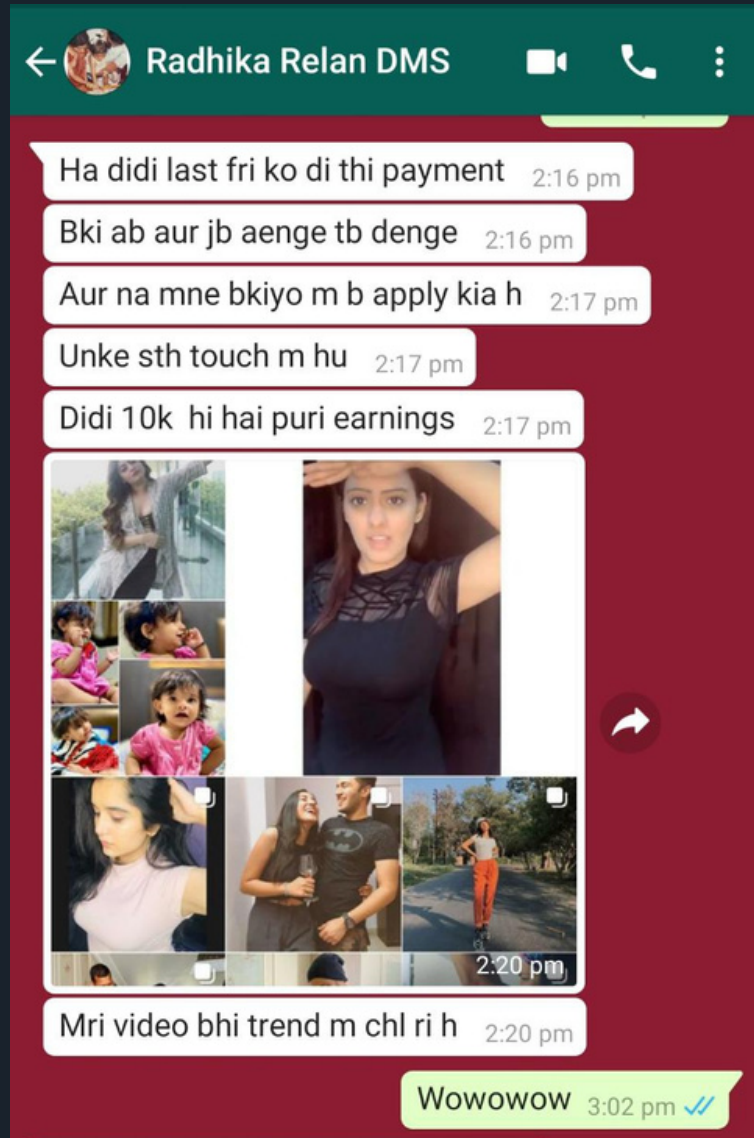 Radhika Relan DMS
Ha didi last fri ko di thi payment 2:16 pm
Bki ab aur jb aenge tb denge 2:16 pm
Aur na mne bkiyo m b apply kia h 2:17 pm
Unke sth touch m hu 2:17 pm
Didi 10k hi hai puri earnings 2:17 pm
2:20 pm
Mri video bhi trend m chl ri h 2:20 pm
Wowowow 3:02 pm